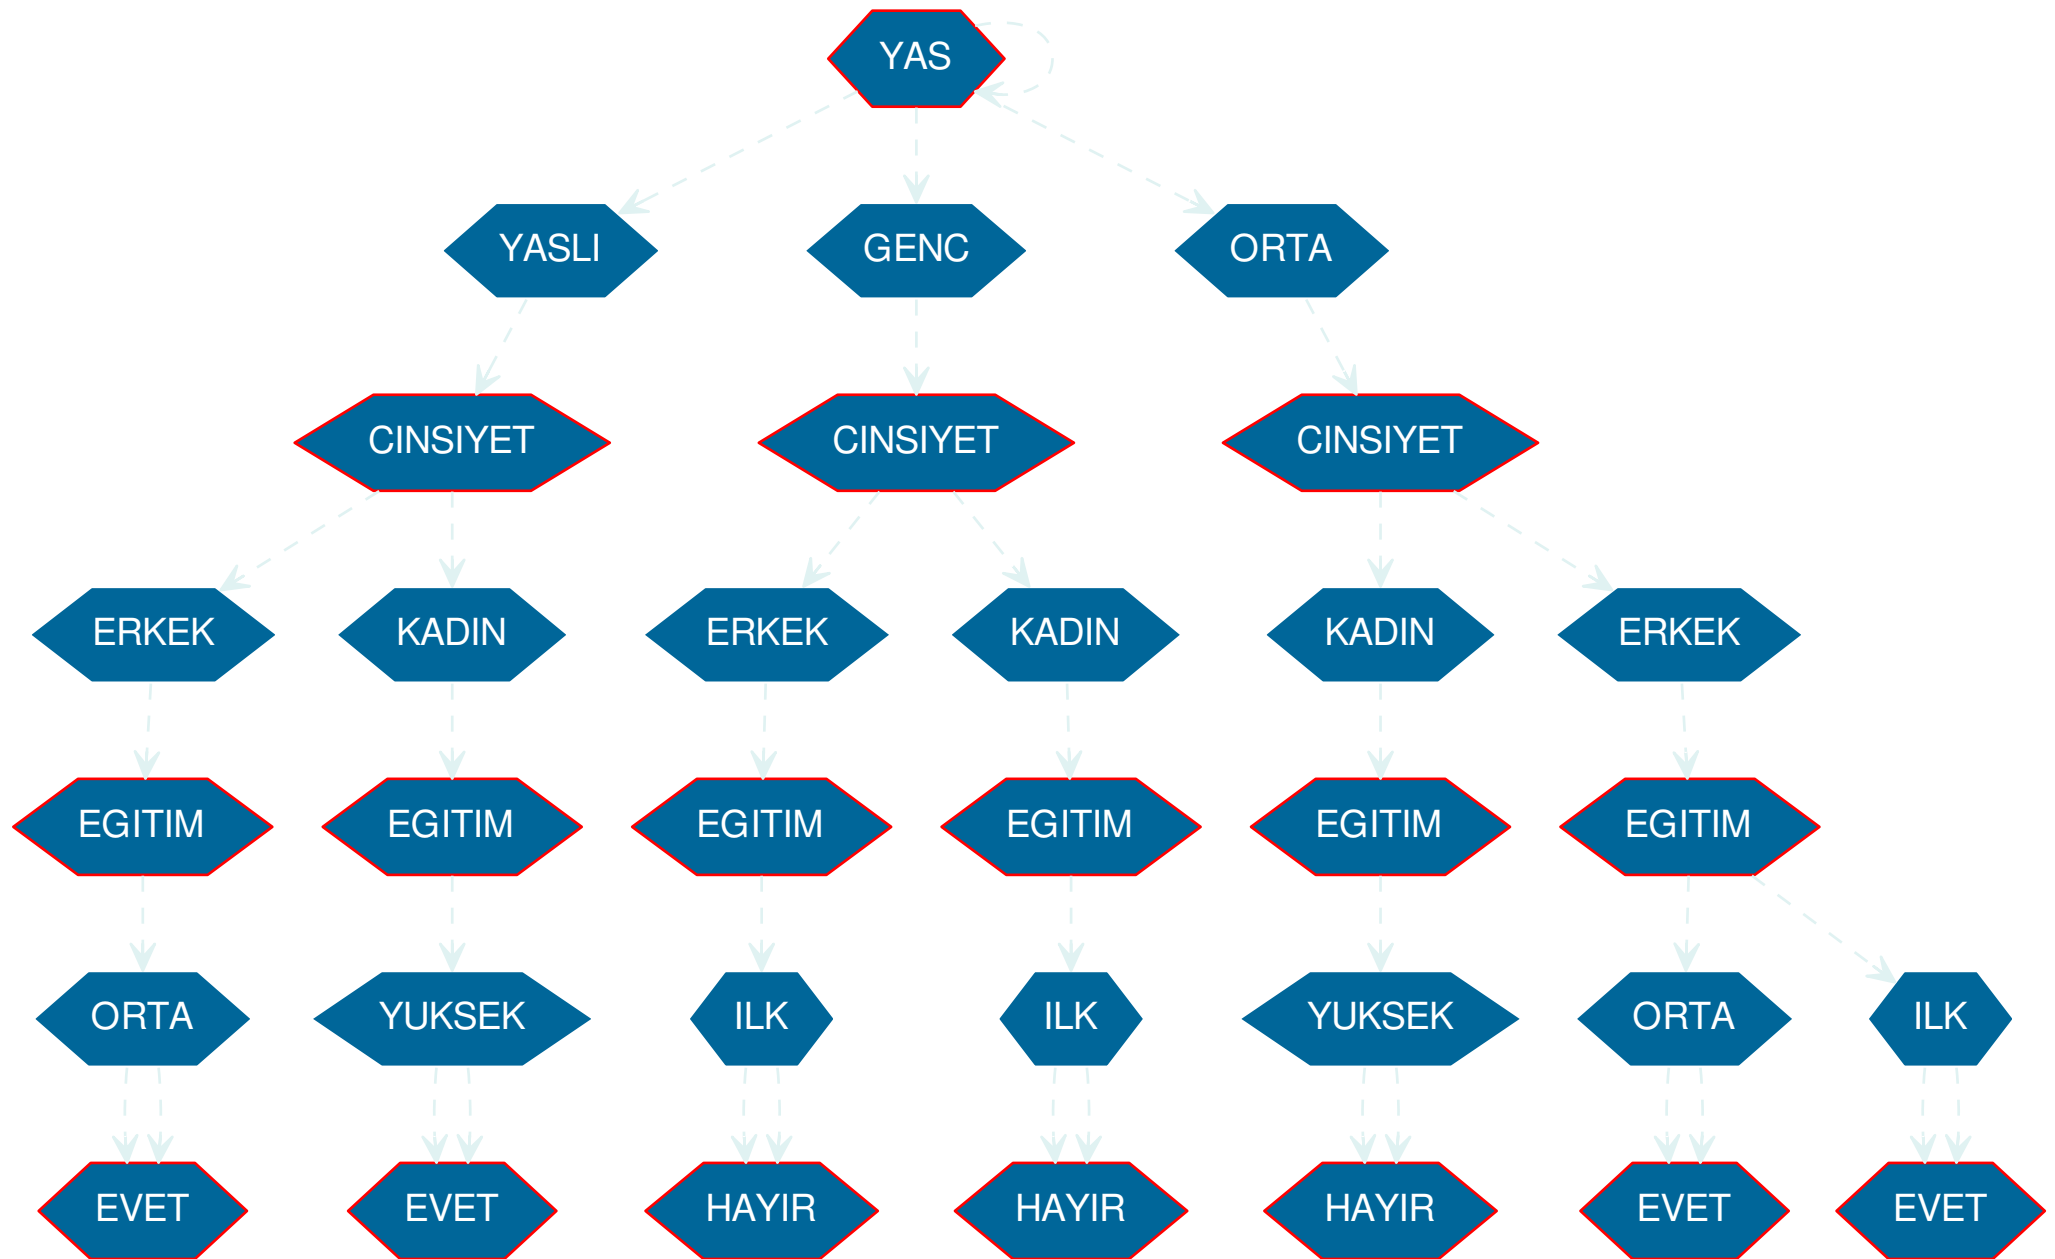 YAS
YASLI
GENC
ORTA
CINSIYET
CINSIYET
CINSIYET
ERKEK
KADIN
ERKEK
KADIN
KADIN
ERKEK
EGITIM
EGITIM
EGITIM
EGITIM
EGITIM
EGITIM
ORTA
YUKSEK
ILK
ILK
YUKSEK
ORTA
ILK
EVET
EVET
HAYIR
HAYIR
HAYIR
EVET
EVET